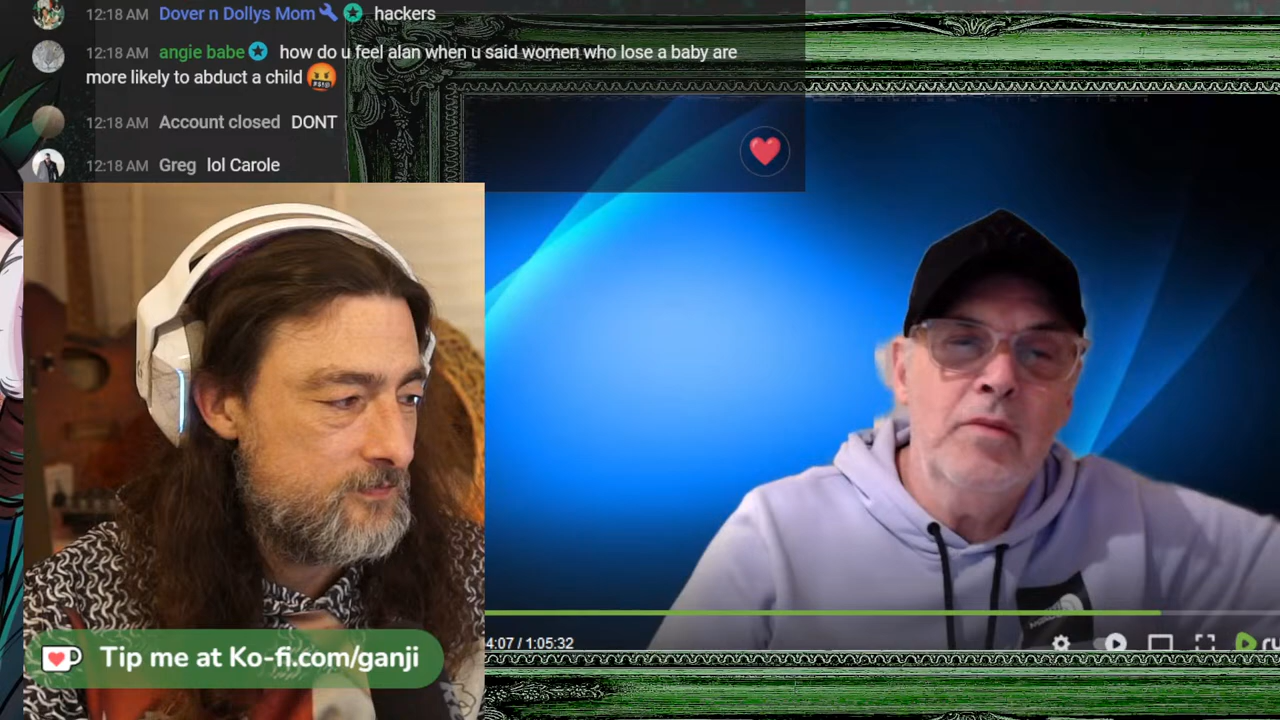 12:18 AM Dover n Dollys Mom hackers
12:18 AM angie babe how do u feel alan when u said women who lose a baby are
more likely to abduct a child
12:18 AM Account closed DONT
12:18 AM Greg lol Carole
Tip me at Ko-fi.com/ganji
4:07 / 1:05:32